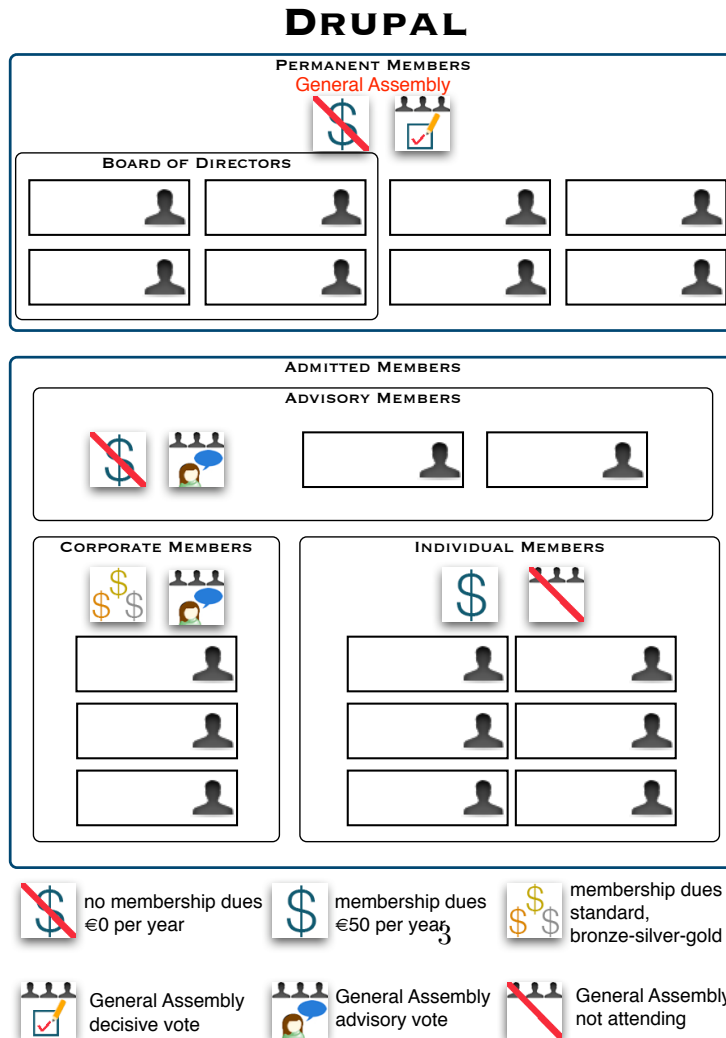 DRUPAL
PERMANENT MEMBERS
General Assembly
BOARD OF DIRECTORS
ADMITTED MEMBERS
ADVISORY MEMBERS
CORPORATE MEMBERS
INDIVIDUAL MEMBERS
no membership dues
€0 per year
membership dues
€50 per year
3
membership dues
standard,
bronze-silver-gold
General Assembly
decisive vote
General Assembly
advisory vote
General Assembly
not attending